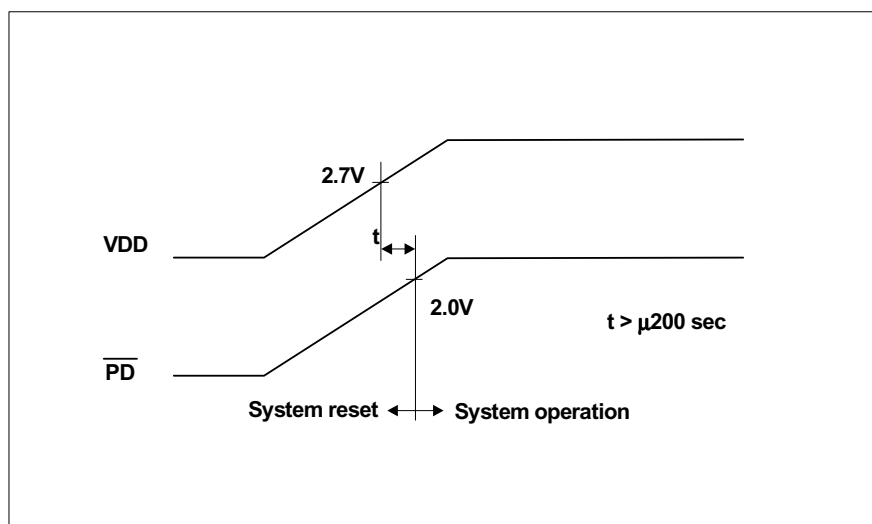 2.7V
t
VDD
2.0V
t > μ200 sec
PD
System reset
System operation